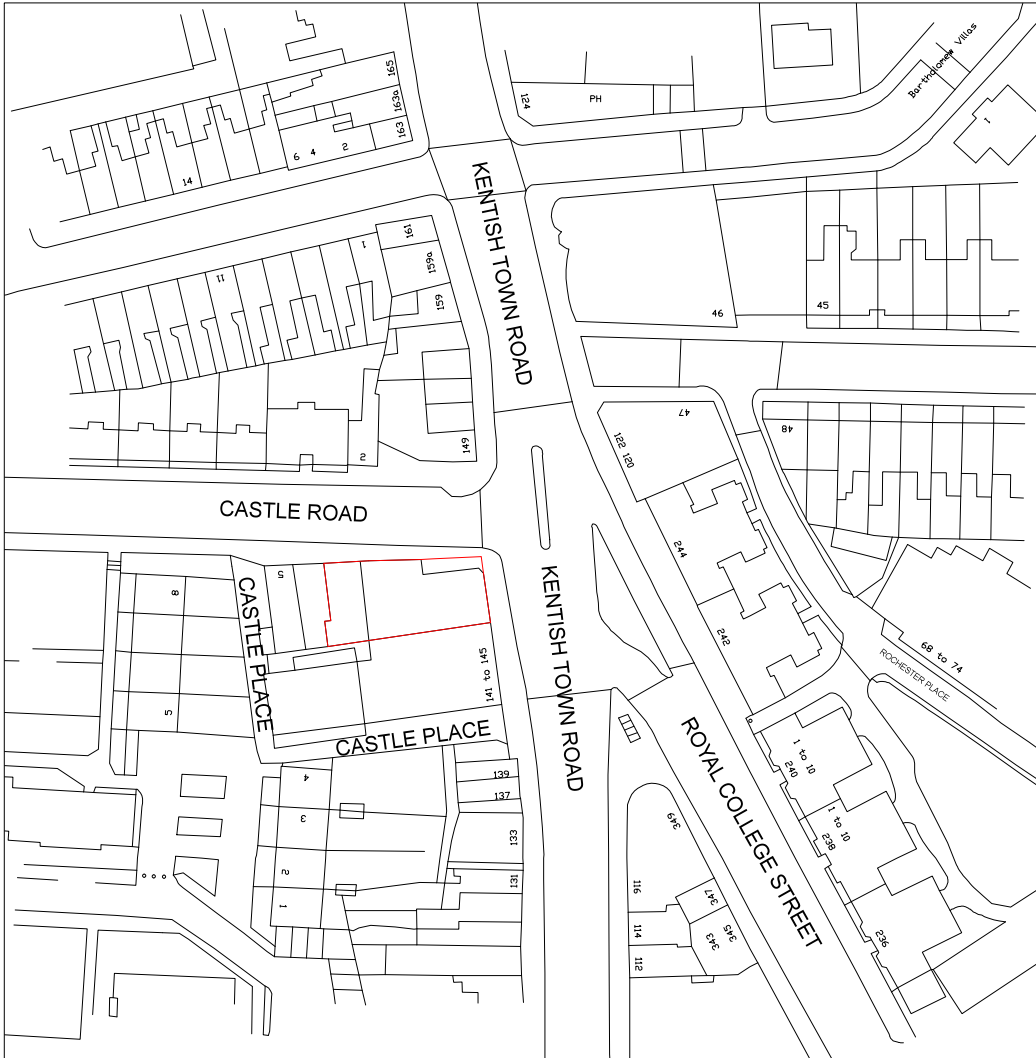 165
163a
163
6 4 2
14
124
PH
Bartholomew Villas
1
KENTISH TOWN ROAD
161
159a
159
1
11
46
45
149
2
47
122 120
48
CASTLE ROAD
244
242
KENTISH TOWN ROAD
5
8
5
CASTLE PLACE
141 to 145
CASTLE PLACE
68 to 74
ROCHESTER PLACE
ROYAL COLLEGE STREET
1 to 10
240
1 to 10
238
236
139
137
133
131
4
3
2
1
349
347
345
343
116
114
112